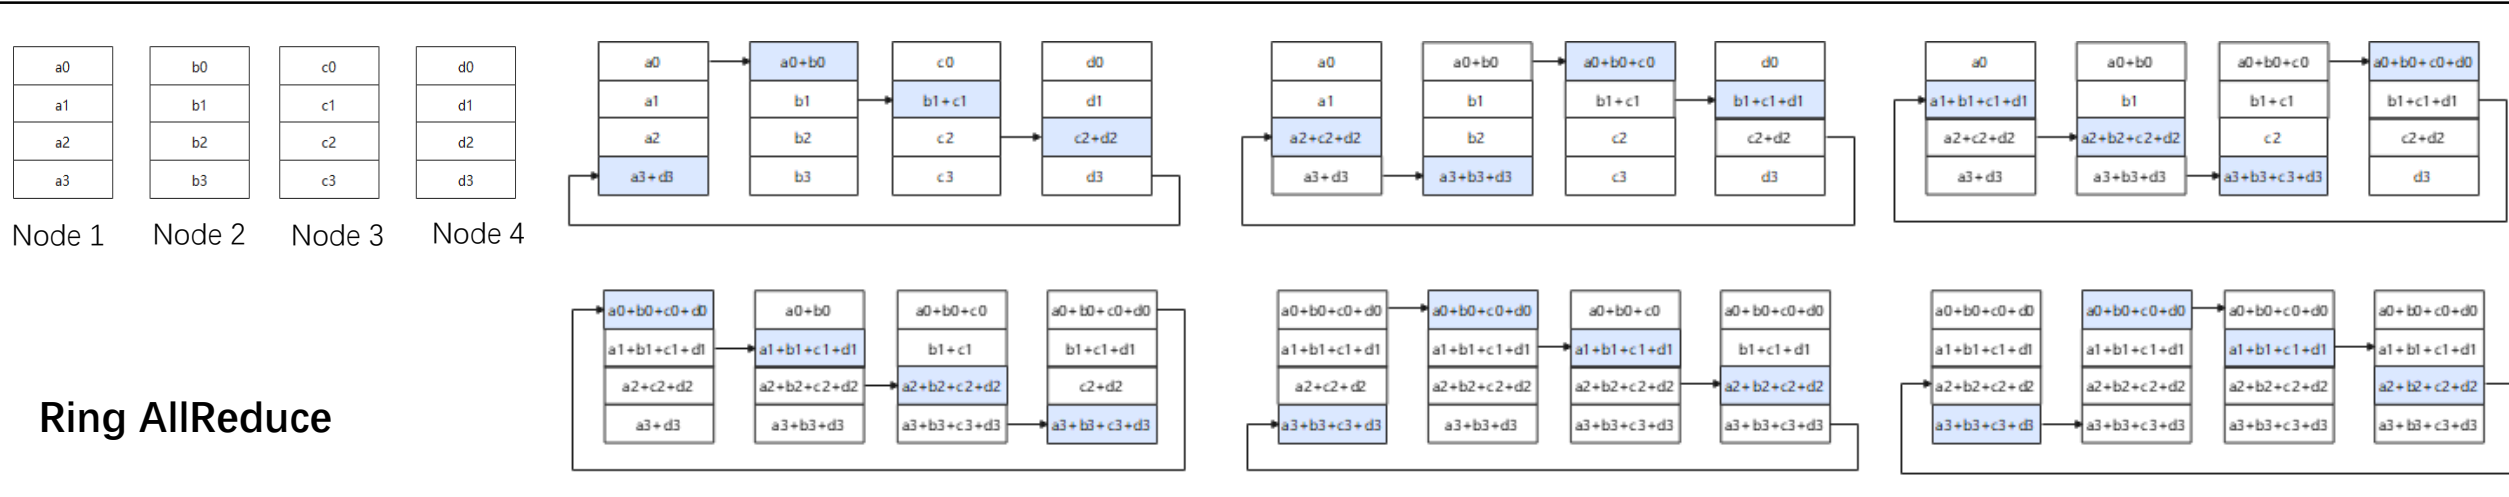 a0 b0 c0 d0
a1 b1 c1 d1
a2 b2 c2 d2
a3 b3 c3 d3
Node 1 Node 2 Node 3 Node 4
a0 a0+b0 c0 d0
a1 b1 b1+c1 d1
a2 b2 c2 c2+d2
a3+d3 b3 c3 d3
a0 a0+b0 a0+b0+c0 d0
a1 b1 b1+c1 b1+c1+d1
a2+c2+d2 b2 c2 c2+d2
a3+d3 a3+b3+d3 c3 d3
a0 a0+b0 a0+b0+c0 a0+b0+c0+d0
a1+b1+c1+d1 b1 b1+c1 b1+c1+d1
a2+c2+d2 a2+b2+c2+d2 c2 c2+d2
a3+d3 a3+b3+d3 a3+b3+c3+d3 d3
Ring AllReduce
a0+b0+c0+d0 a0+b0 a0+b0+c0 a0+b0+c0+d0
a1+b1+c1+d1 a1+b1+c1+d1 b1+c1 b1+c1+d1
a2+c2+d2 a2+b2+c2+d2 a2+b2+c2+d2 c2+d2
a3+d3 a3+b3+d3 a3+b3+c3+d3 a3+b3+c3+d3
a0+b0+c0+d0 a0+b0+c0+d0 a0+b0+c0 a0+b0+c0+d0
a1+b1+c1+d1 a1+b1+c1+d1 a1+b1+c1+d1 b1+c1+d1
a2+c2+d2 a2+b2+c2+d2 a2+b2+c2+d2 a2+b2+c2+d2
a3+b3+c3+d3 a3+b3+d3 a3+b3+c3+d3 a3+b3+c3+d3
a0+b0+c0+d0 a0+b0+c0+d0 a0+b0+c0+d0 a0+b0+c0+d0
a1+b1+c1+d1 a1+b1+c1+d1 a1+b1+c1+d1 a1+b1+c1+d1
a2+b2+c2+d2 a2+b2+c2+d2 a2+b2+c2+d2 a2+b2+c2+d2
a3+b3+c3+d3 a3+b3+c3+d3 a3+b3+c3+d3 a3+b3+c3+d3